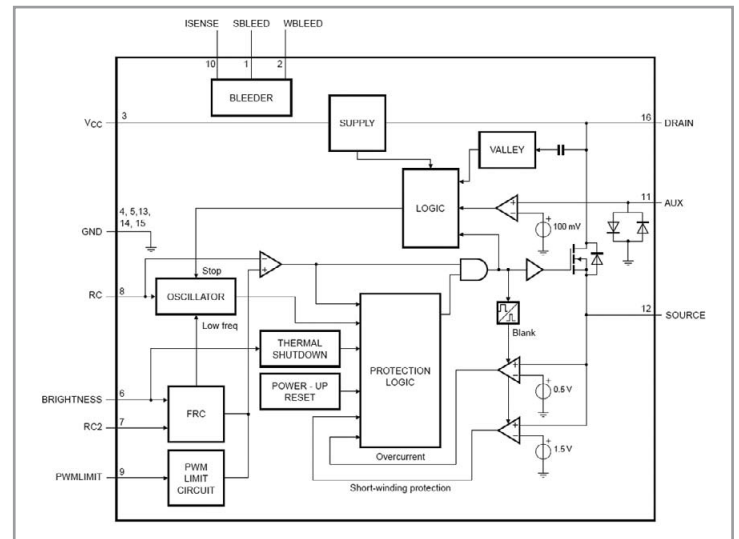 ISENSE SBLEED WBLEED
10 1 2
BLEEDER
VCC 3
SUPPLY
16 DRAIN
VALLEY
LOGIC
11 AUX
100 mV
4, 5,13,
14, 15
GND
Stop
RC 8
OSCILLATOR
Low freq
12 SOURCE
Blank
THERMAL
SHUTDOWN
PROTECTION
LOGIC
POWER - UP
RESET
BRIGHTNESS 6
FRC
RC2 7
0.5 V
1.5 V
Overcurrent
PWMLIMIT 9
PWM
LIMIT
CIRCUIT
Short-winding protection